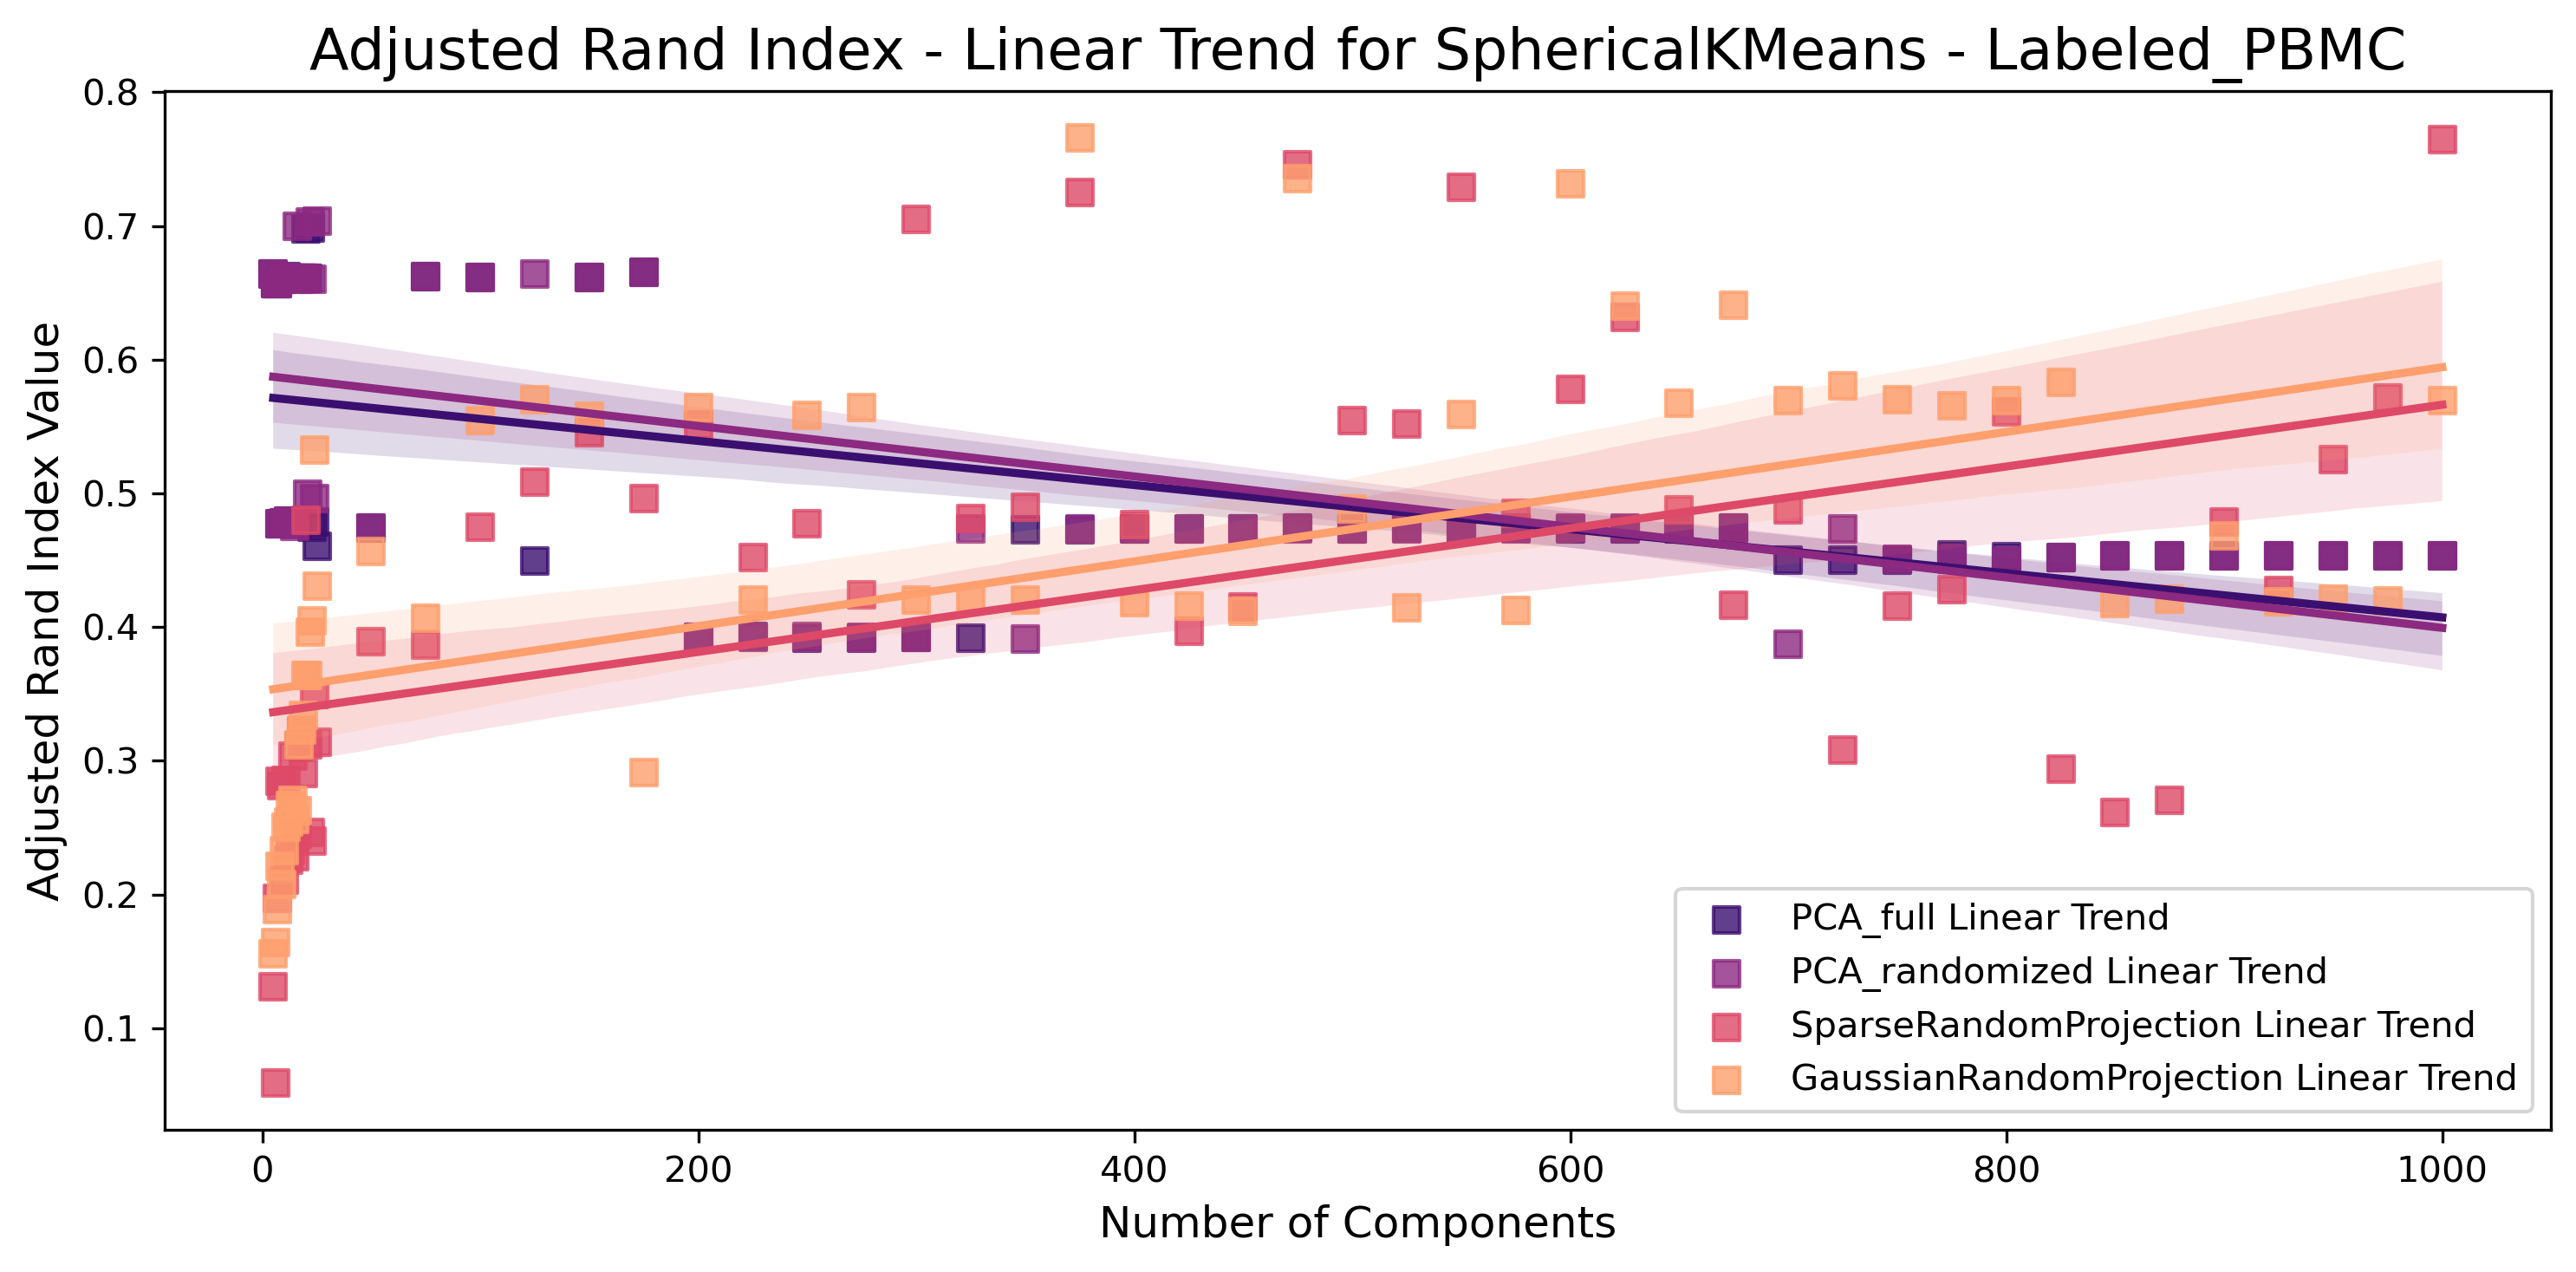 Adjusted Rand Index - Linear Trend for SphericalKMeans - Labeled_PBMC
Adjusted Rand Index Value
0.8
0.7
0.6
0.5
0.4
0.3
0.2
0.1
PCA_full Linear Trend
PCA_randomized Linear Trend
SparseRandomProjection Linear Trend
GaussianRandomProjection Linear Trend
0 200 400 600 800 1000
Number of Components